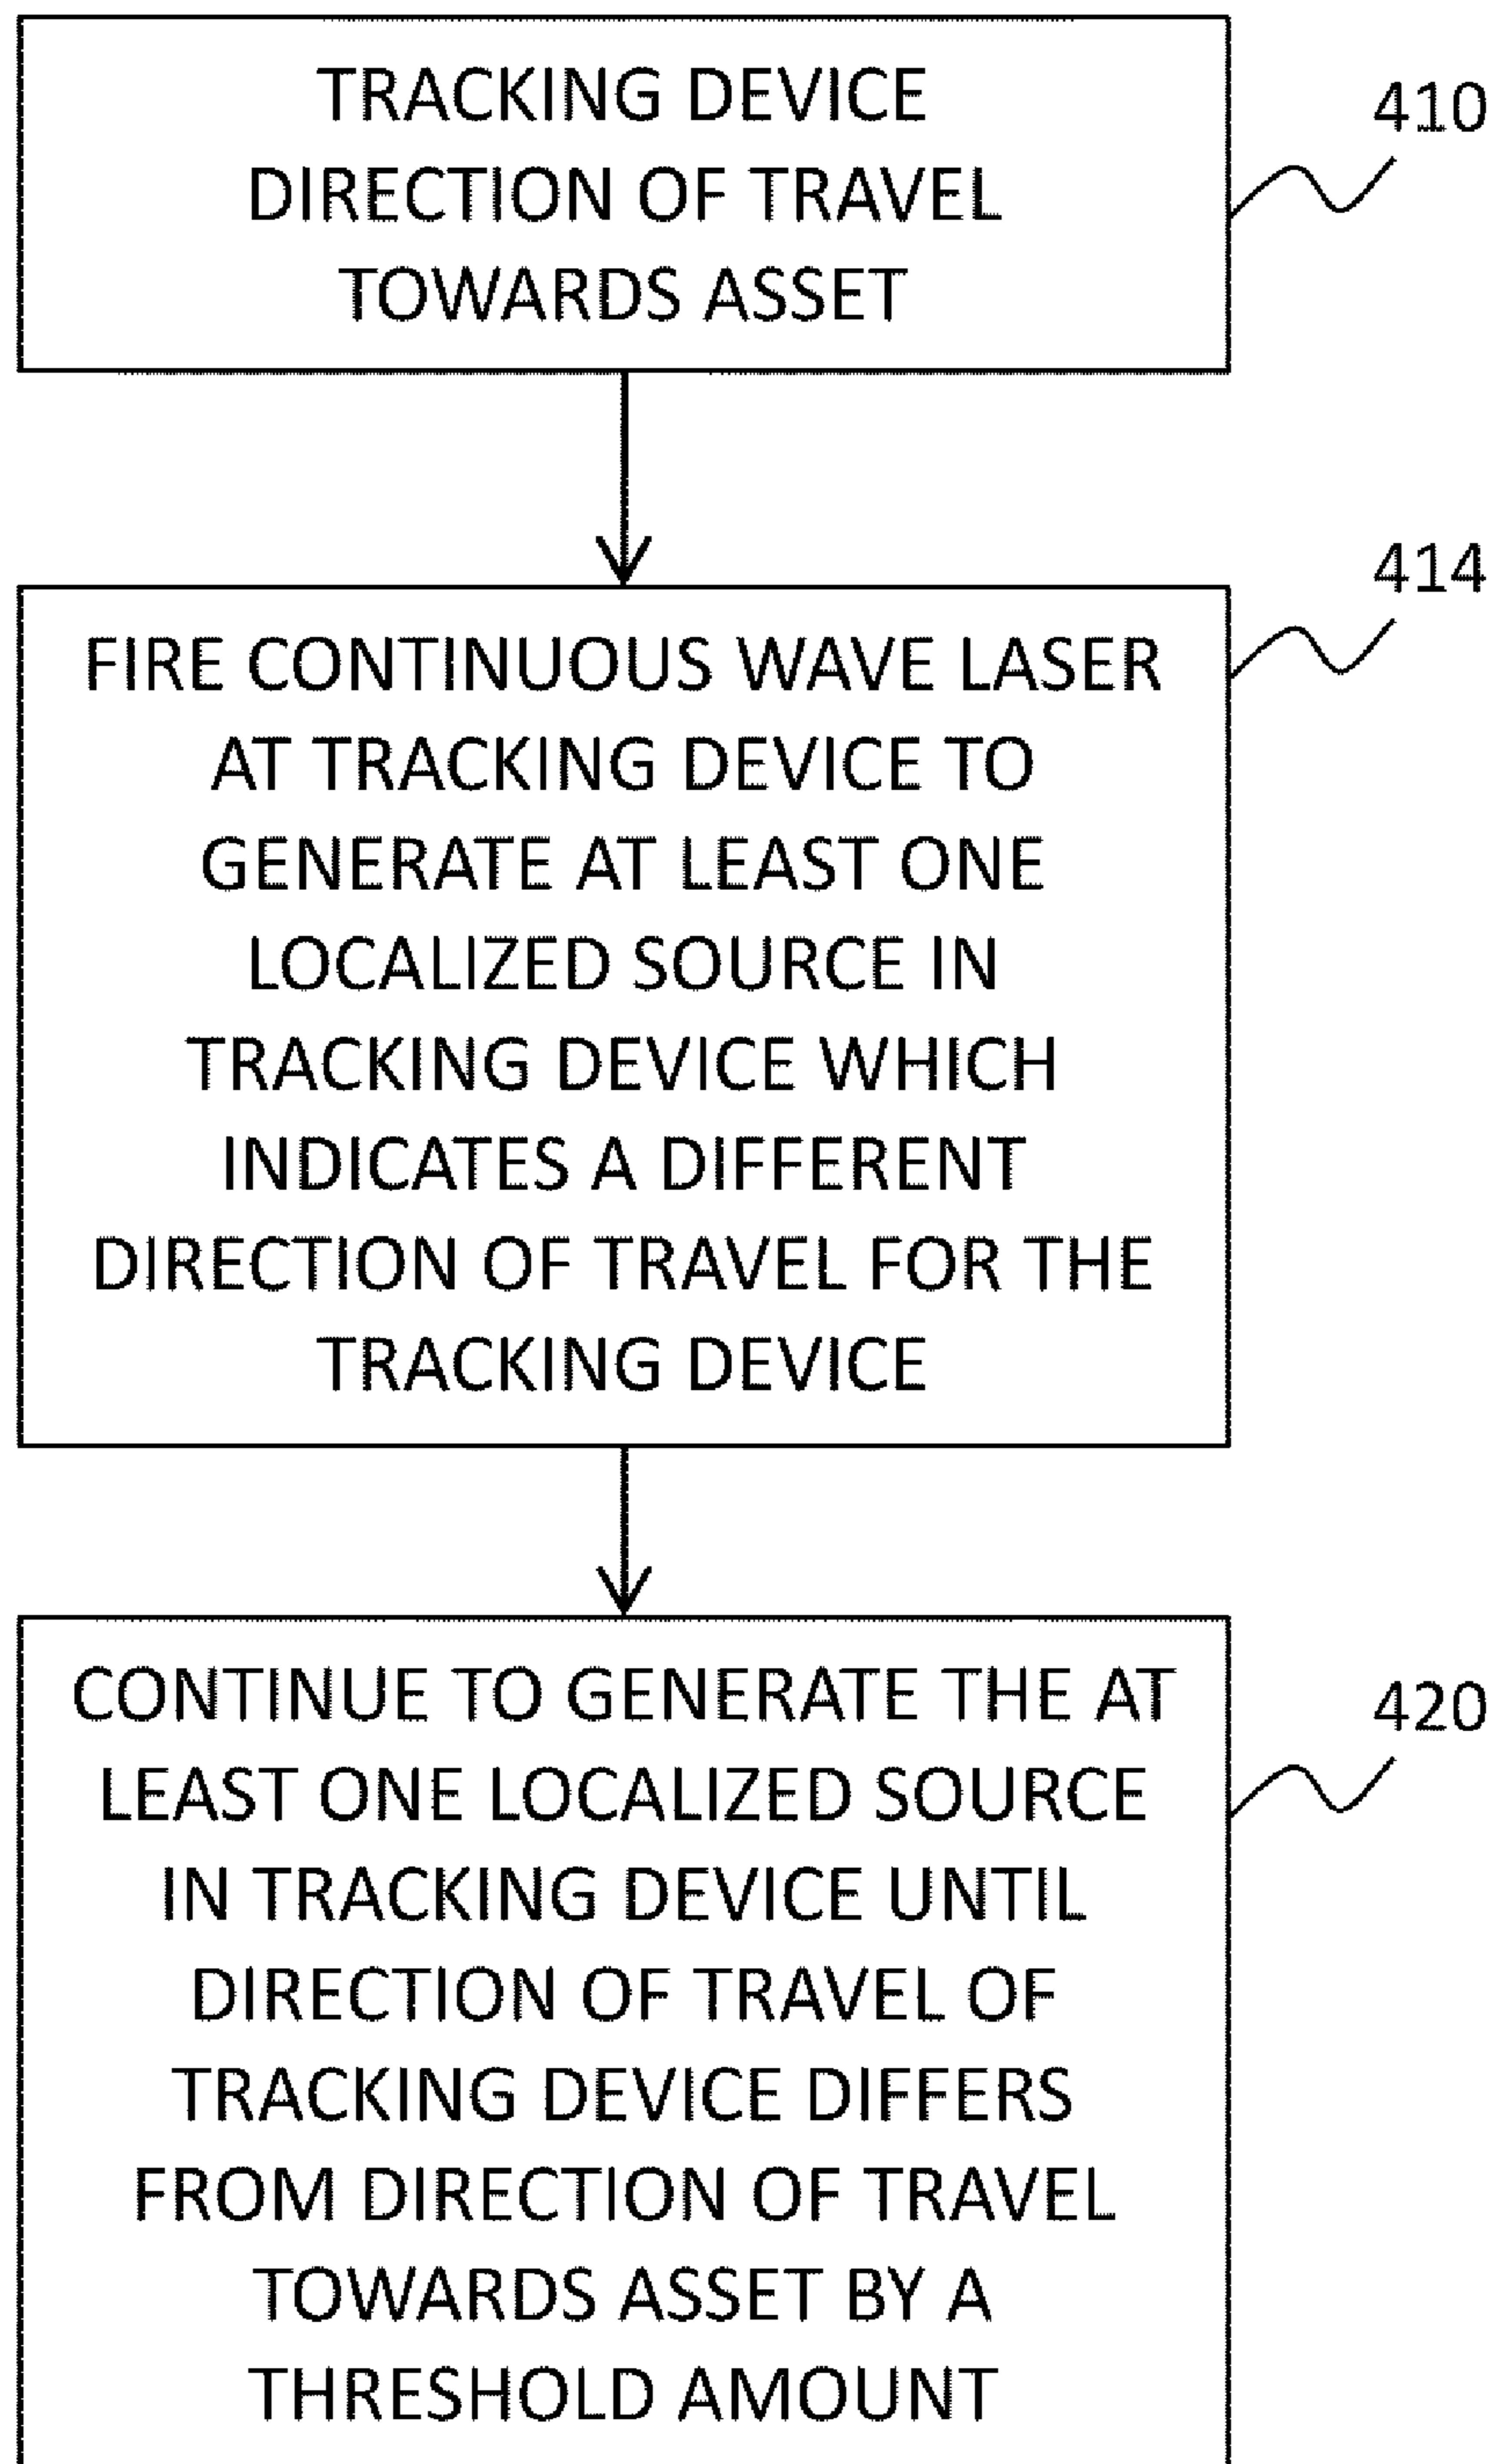 TRACKING DEVICE
DIRECTION OF TRAVEL
TOWARDS ASSET
410
FIRE CONTINUOUS WAVE LASER
AT TRACKING DEVICE TO
GENERATE AT LEAST ONE
LOCALIZED SOURCE IN
TRACKING DEVICE WHICH
INDICATES A DIFFERENT
DIRECTION OF TRAVEL FOR THE
TRACKING DEVICE
414
CONTINUE TO GENERATE THE AT
LEAST ONE LOCALIZED SOURCE
IN TRACKING DEVICE UNTIL
DIRECTION OF TRAVEL OF
TRACKING DEVICE DIFFERS
FROM DIRECTION OF TRAVEL
TOWARDS ASSET BY A
THRESHOLD AMOUNT
420